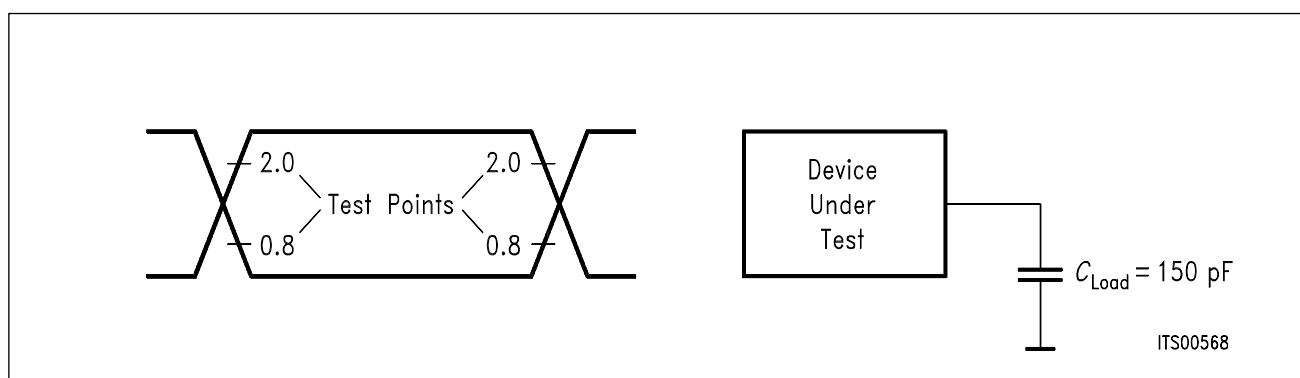 2.0
2.0
Test Points
0.8
0.8
Device
Under
Test
C_Load = 150 pF
ITS00568